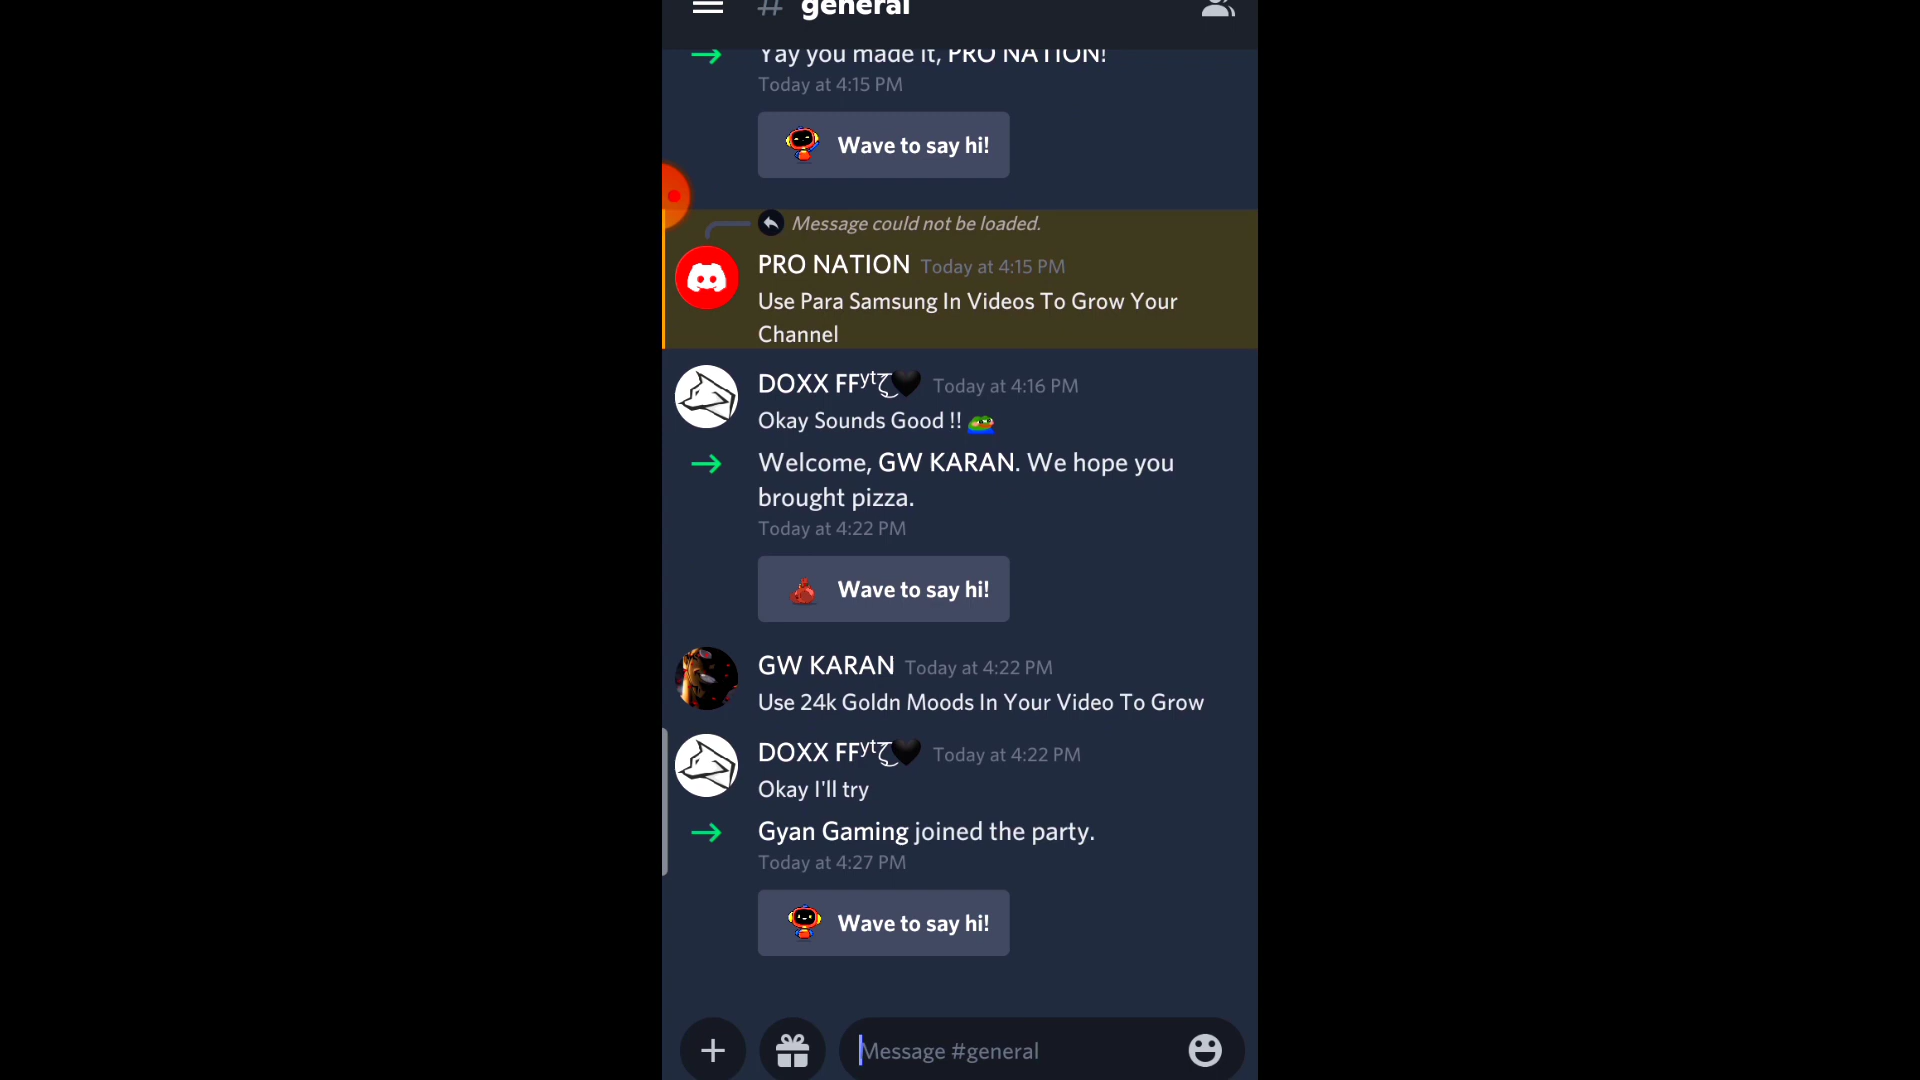 # general
Yay you made it, PRO NATION!
Today at 4:15 PM
Wave to say hi!
Message could not be loaded.
PRO NATION Today at 4:15 PM
Use Para Samsung In Videos To Grow Your
Channel
DOXX FFʸᵗζ͜🖤 Today at 4:16 PM
Okay Sounds Good !!
Welcome, GW KARAN. We hope you
brought pizza.
Today at 4:22 PM
Wave to say hi!
GW KARAN Today at 4:22 PM
Use 24k Goldn Moods In Your Video To Grow
DOXX FFʸᵗζ͜🖤 Today at 4:22 PM
Okay I'll try
Gyan Gaming joined the party.
Today at 4:27 PM
Wave to say hi!
Message #general